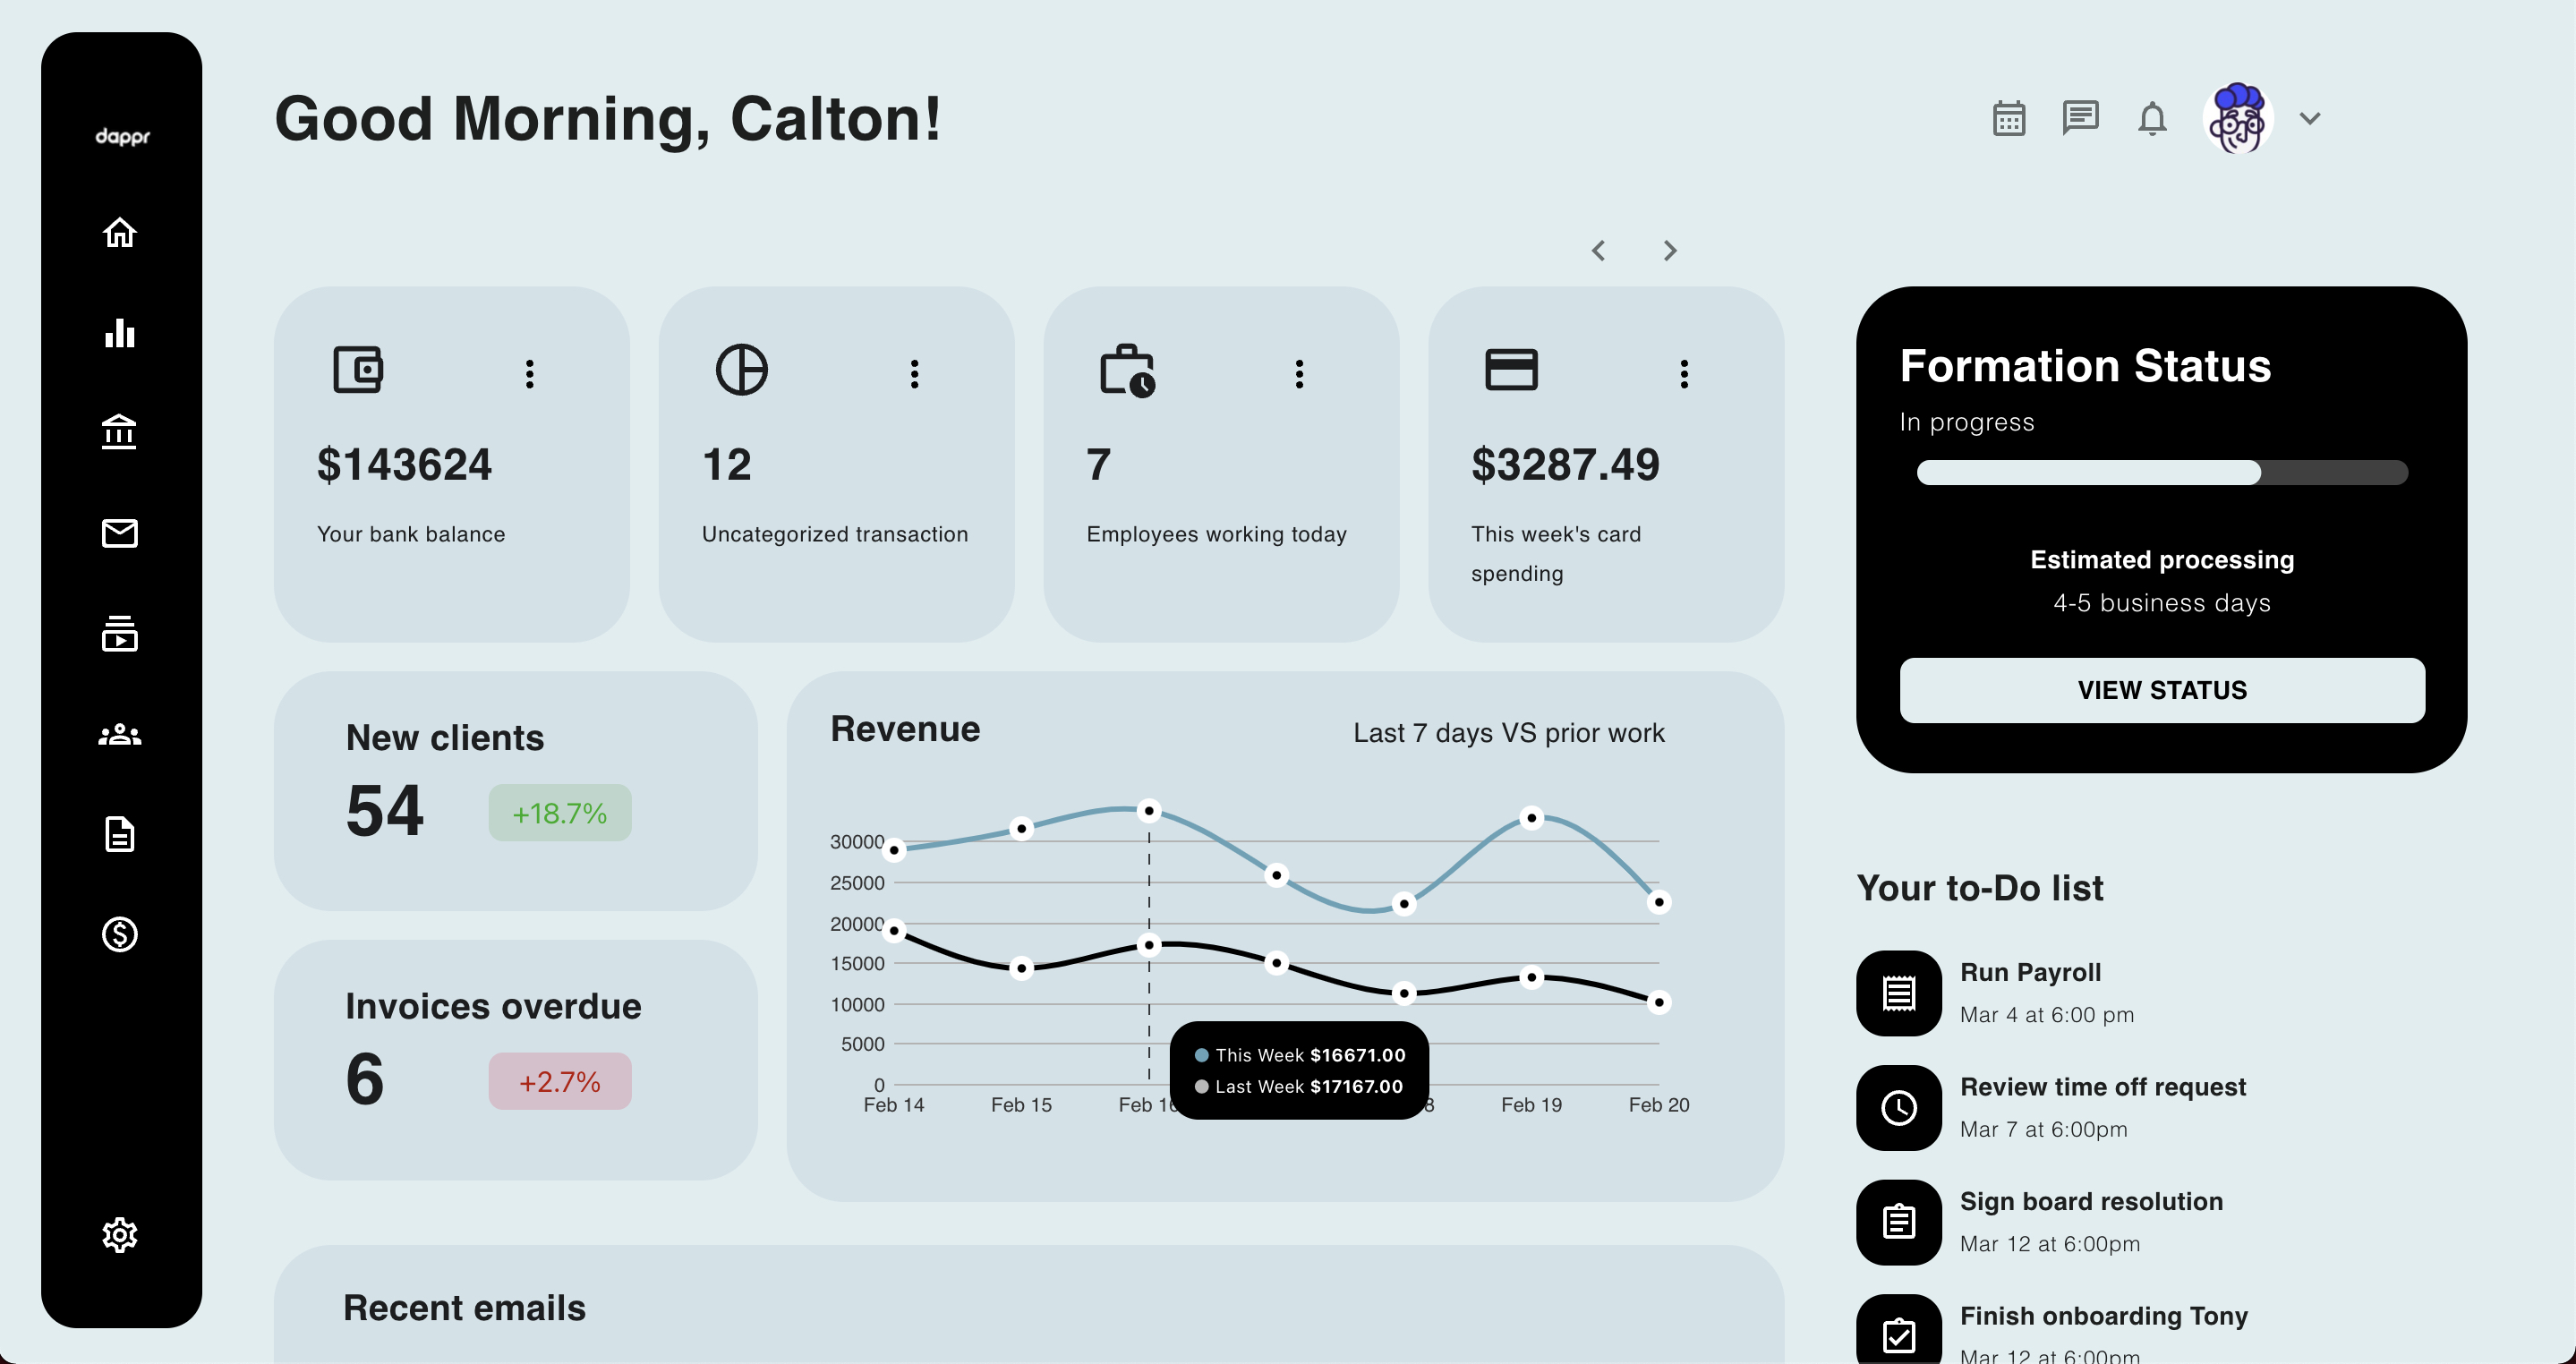 dappr
Good Morning, Calton!
$143624
Your bank balance
12
Uncategorized transaction
7
Employees working today
$3287.49
This week's card
spending
Formation Status
In progress
Estimated processing
4-5 business days
VIEW STATUS
New clients
54
+18.7%
Invoices overdue
6
+2.7%
Revenue
Last 7 days VS prior work
30000
25000
20000
15000
10000
5000
0
Feb 14
Feb 15
Feb 16
8
Feb 19
Feb 20
This Week $16671.00
Last Week $17167.00
Your to-Do list
Run Payroll
Mar 4 at 6:00 pm
Review time off request
Mar 7 at 6:00pm
Sign board resolution
Mar 12 at 6:00pm
Finish onboarding Tony
Mar 12 at 6:00pm
Recent emails